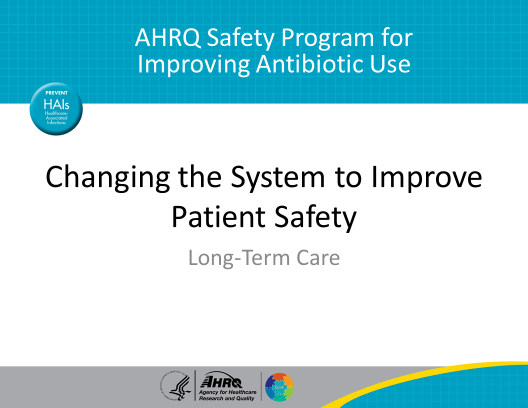 AHRQ Safety Program for
Improving Antibiotic Use
PREVENT
HAIs
Healthcare-
Associated
Infections
Changing the System to Improve
Patient Safety
Long-Term Care
AHRQ
Agency for Healthcare
Research and Quality